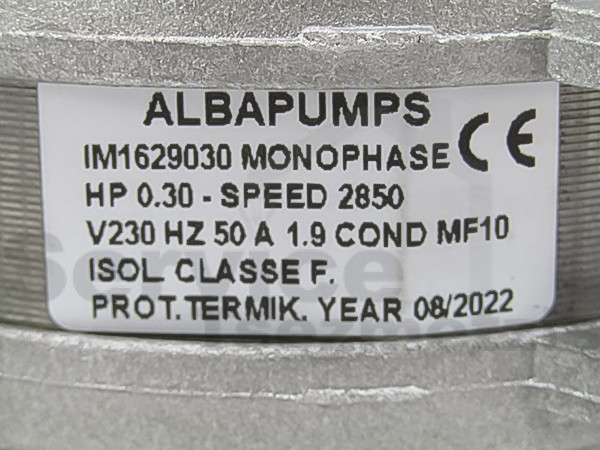 ALBAPUMPS
IM1629030 MONOPHASE CE
HP 0.30 - SPEED 2850
V230 HZ 50 A 1.9 COND MF10
ISOL CLASSE F.
PROT.TERMIK. YEAR 08/2022
Service